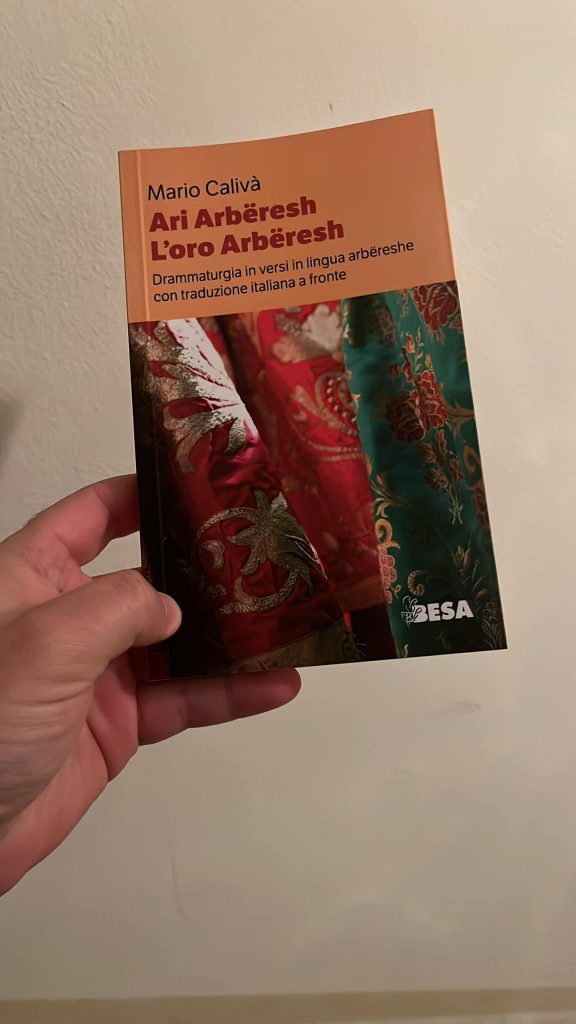 Mario Calivà
Ari Arbëresh
L'oro Arbëresh
Drammaturgia in versi in lingua arbëreshe
con traduzione italiana a fronte
BESA